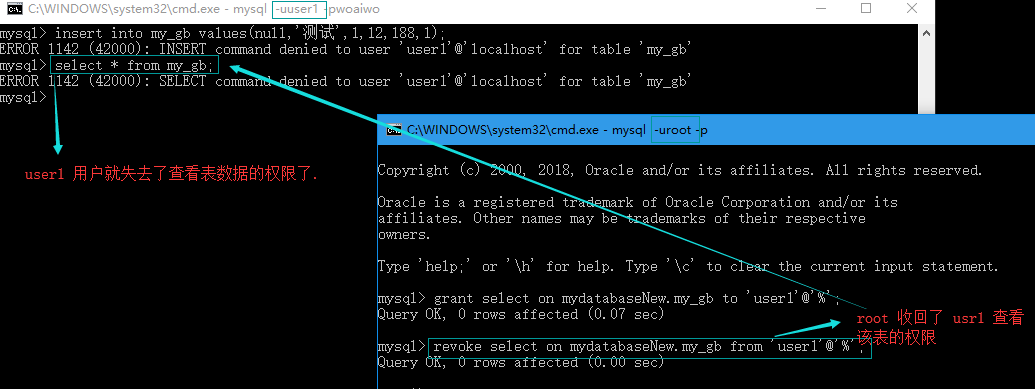 C:\WINDOWS\system32\cmd.exe - mysql -uuser1 -pwoaiwo
mysql> insert into my_gb values(null,'测试',1,12,188,1);
ERROR 1142 (42000): INSERT command denied to user 'user1'@'localhost' for table 'my_gb'
mysql> select * from my_gb;
ERROR 1142 (42000): SELECT command denied to user 'user1'@'localhost' for table 'my_gb'
mysql>
user1 用户就失去了查看表数据的权限了.
C:\WINDOWS\system32\cmd.exe - mysql -uroot -p
Copyright (c) 2000, 2018, Oracle and/or its affiliates. All rights reserved.
Oracle is a registered trademark of Oracle Corporation and/or its
affiliates. Other names may be trademarks of their respective
owners.
Type 'help;' or '\h' for help. Type '\c' to clear the current input statement.
mysql> grant select on mydatabaseNew.my_gb to 'user1'@'%';
Query OK, 0 rows affected (0.07 sec)
mysql> revoke select on mydatabaseNew.my_gb from 'user1'@'%';
Query OK, 0 rows affected (0.00 sec)
root 收回了 usr1 查看
该表的权限